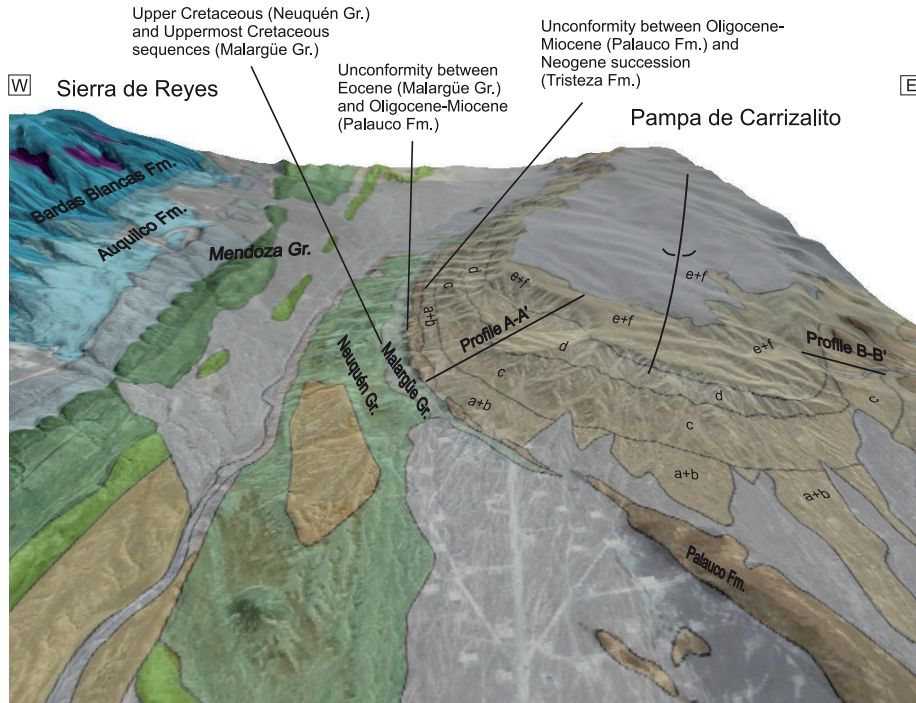 Upper Cretaceous (Neuquén Gr.)
and Uppermost Cretaceous
sequences (Malargüe Gr.)
Unconformity between
Eocene (Malargüe Gr.)
and Oligocene-Miocene
(Palauco Fm.)
Unconformity between Oligocene-
Miocene (Palauco Fm.) and
Neogene succession
(Tristeza Fm.)
W
Sierra de Reyes
E
Pampa de Carrizalito
Bardas Blancas Fm.
Auquilco Fm.
Mendoza Gr.
Neuquén Gr.
Malargüe Gr.
a+b
c
d
e+f
e+f
e+f
e+f
Profile A-A'
Profile B-B'
d
c
a+b
d
c
c
a+b
a+b
Palauco Fm.